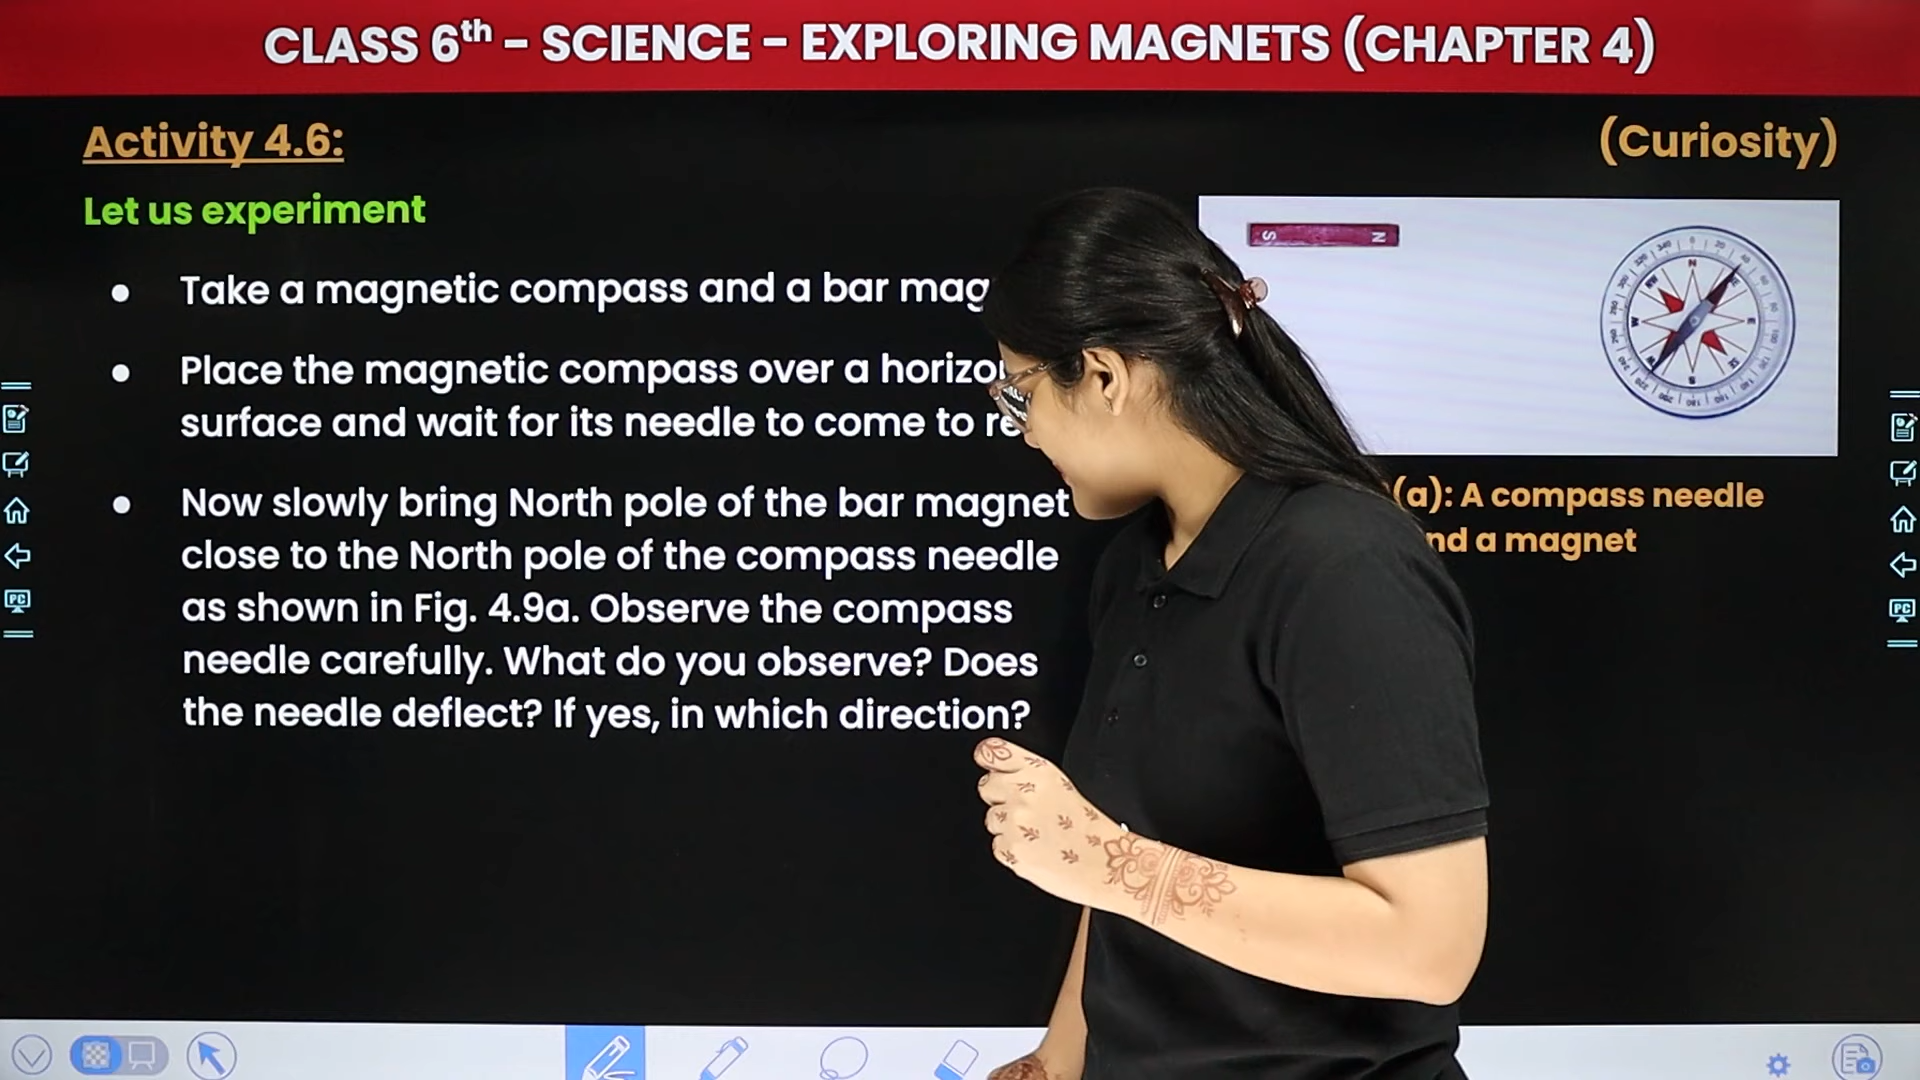 CLASS 6th - SCIENCE - EXPLORING MAGNETS (CHAPTER 4)
Activity 4.6:
(Curiosity)
Let us experiment
• Take a magnetic compass and a bar
• Place the magnetic compass over a
surface and wait for its needle to come to
• Now slowly bring North pole of the bar magnet
close to the North pole of the compass needle
as shown in Fig. 4.9a. Observe the compass
needle carefully. What do you observe? Does
the needle deflect? If yes, in which direction?
S N
N
E
S
W
(a): A compass needle
a magnet
PC
PC